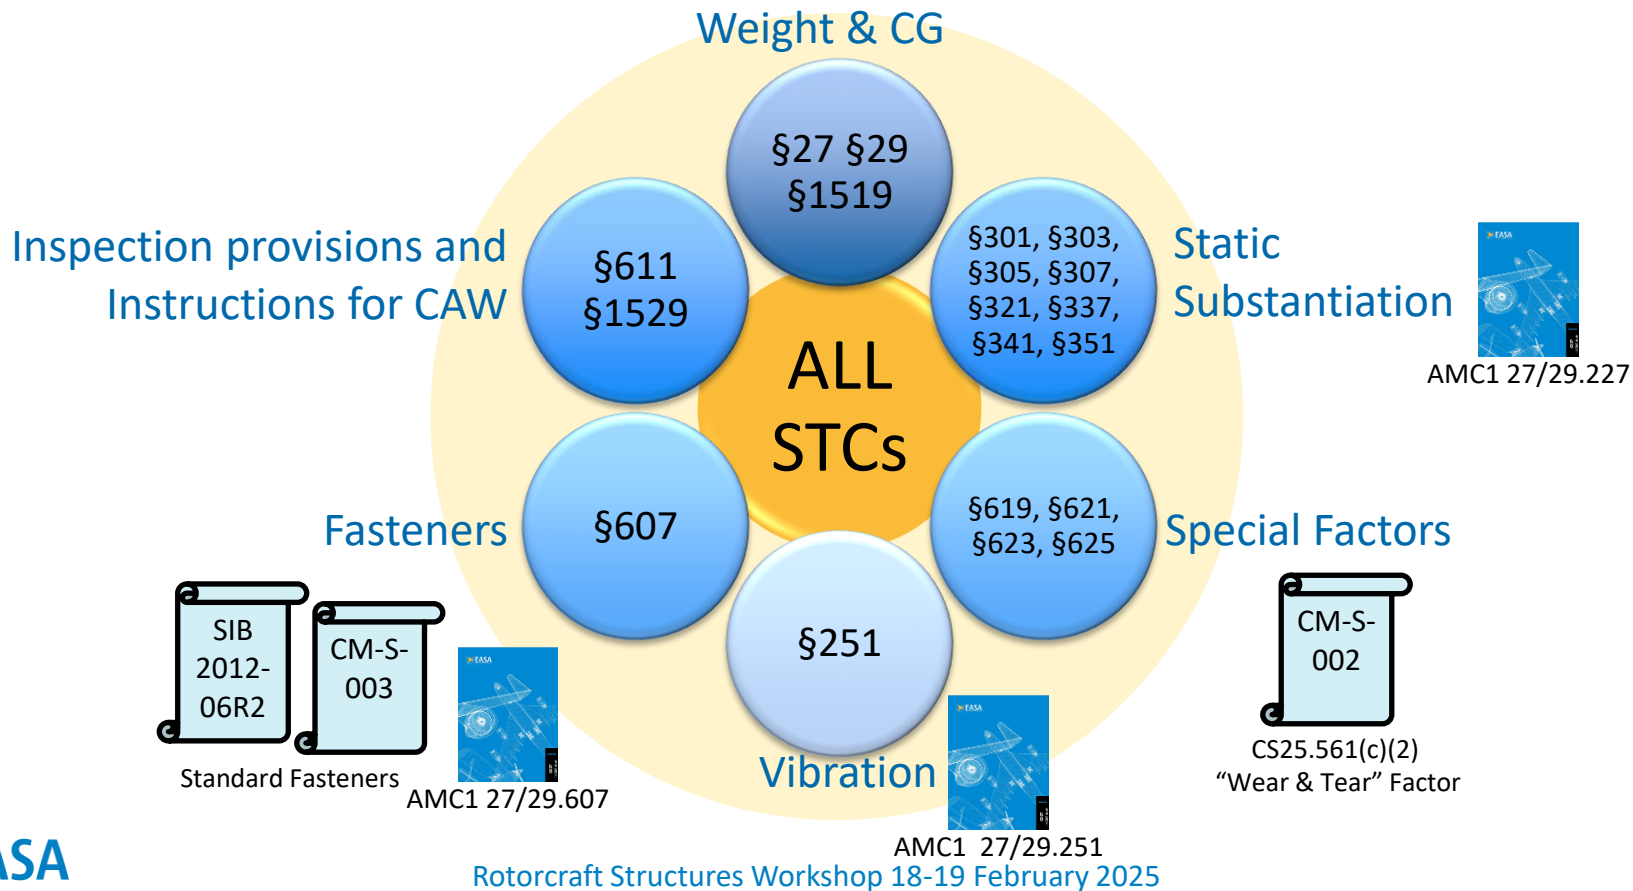 Weight & CG
§27 §29
§1519
Inspection provisions and
Instructions for CAW
§611
§1529
§301, §303,
§305, §307,
§321, §337,
§341, §351
Static
Substantiation
EASA
AMC1 27/29.227
ALL
STCs
Fasteners
§607
§619, §621,
§623, §625
Special Factors
SIB
2012-
06R2
CM-S-
003
Standard Fasteners
EASA
AMC1 27/29.607
§251
Vibration
EASA
AMC1 27/29.251
CM-S-
002
CS25.561(c)(2)
“Wear & Tear” Factor
ASA
Rotorcraft Structures Workshop 18-19 February 2025